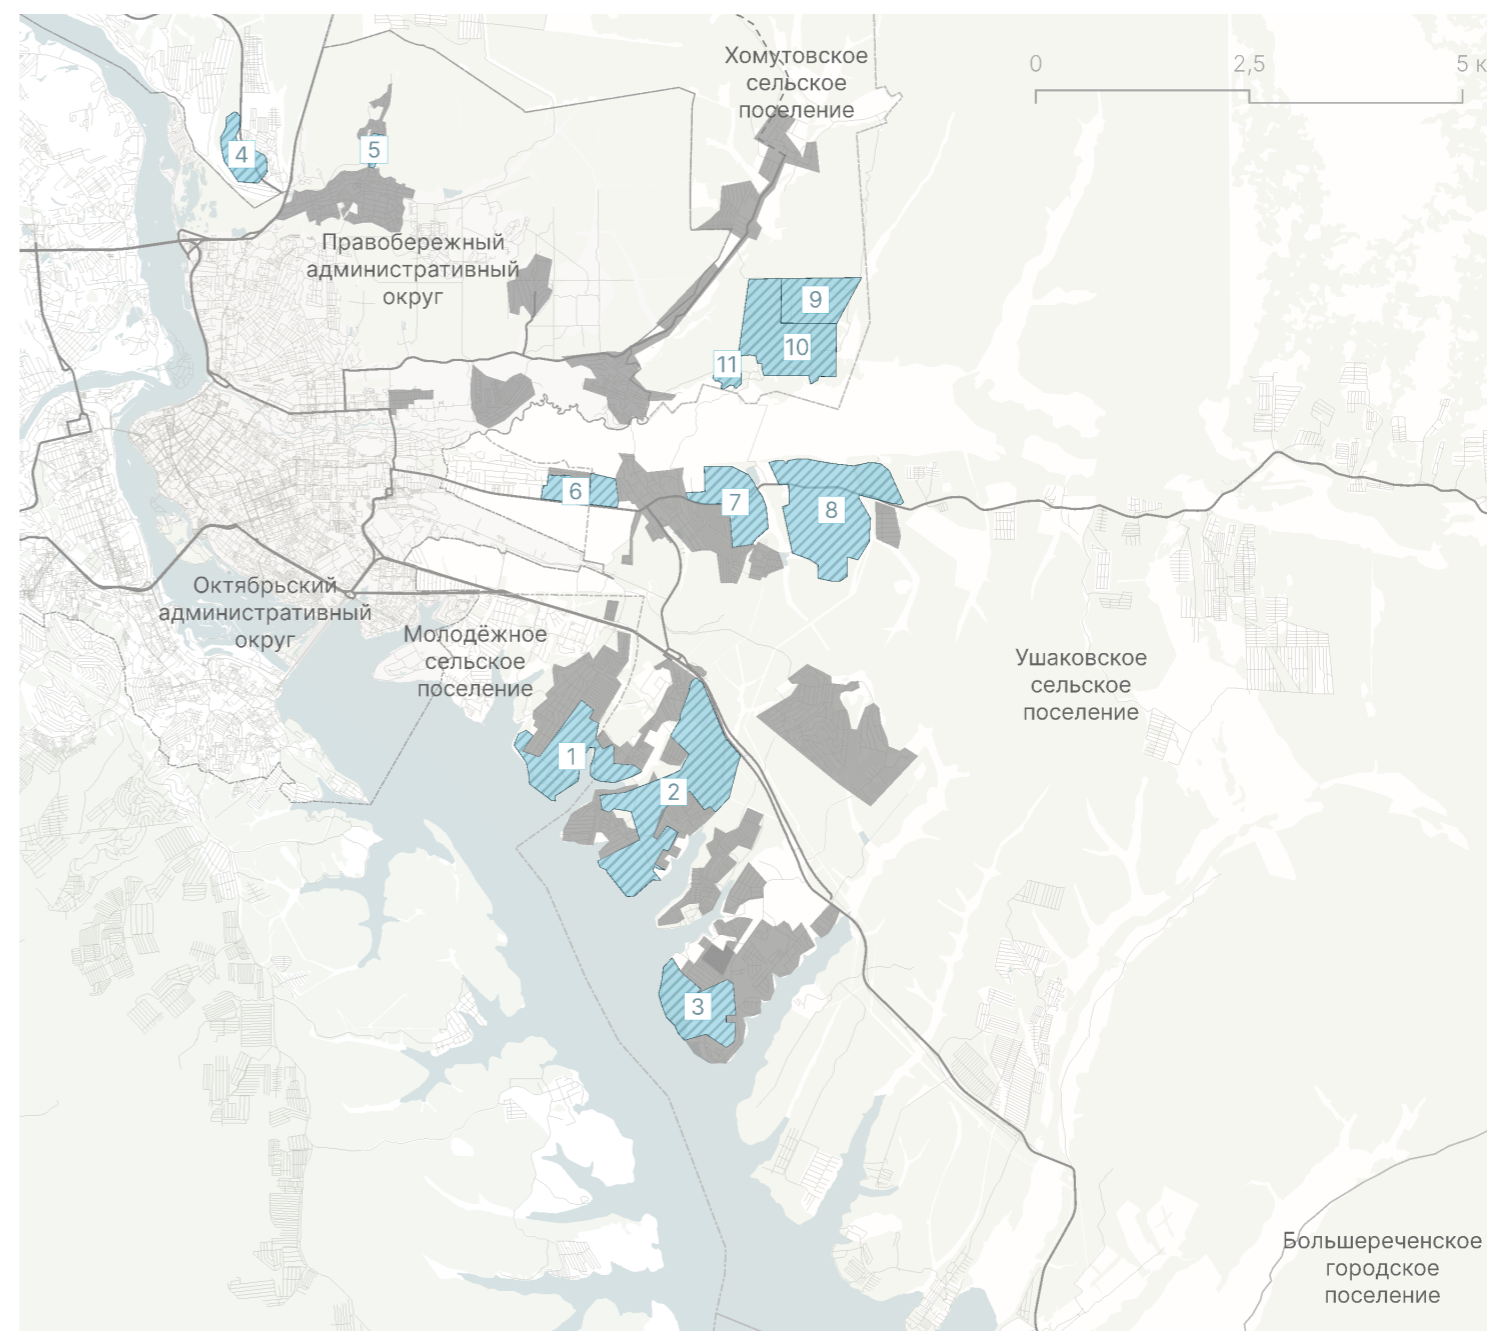 Хомутовское
сельское
поселение
0
2,5
5 к
4
5
Правобережный
административный
округ
9
10
11
6
7
8
Октябрьский
административный
округ
Молодёжное
сельское
поселение
Ушаковское
сельское
поселение
1
2
3
Большереченское
городское
поселение